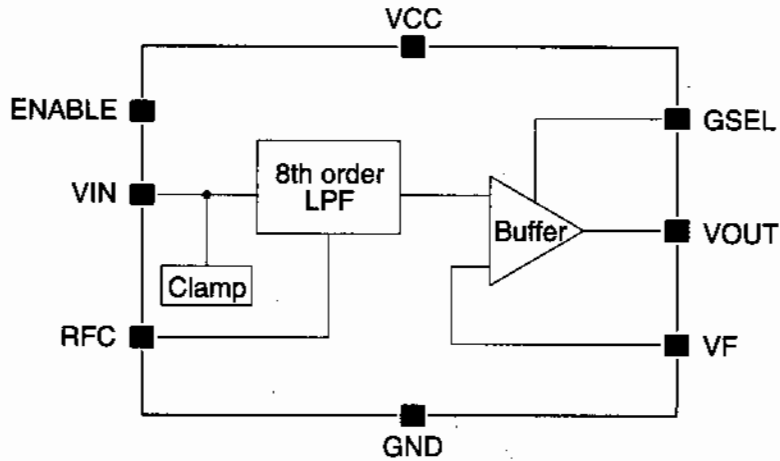 VCC
ENABLE
GSEL
VIN
8th order
LPF
Buffer
VOUT
Clamp
RFC
VF
GND